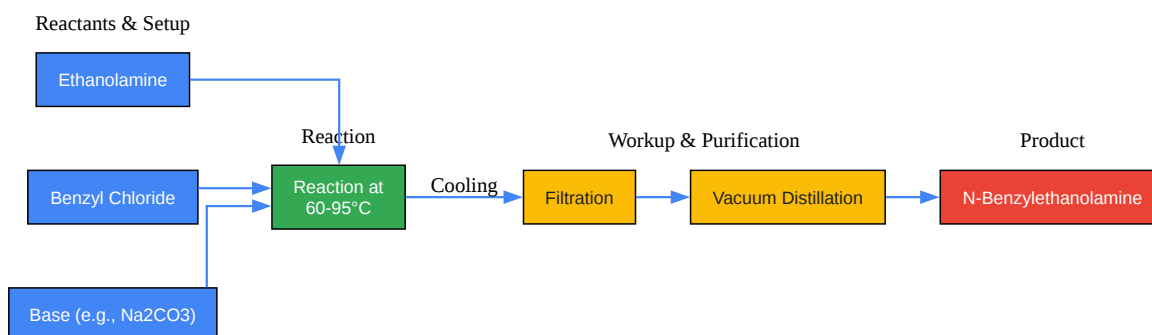 Reactants & Setup
Ethanolamine
Reaction
Workup & Purification
Product
Benzyl Chloride
Reaction at
60-95°C
Cooling
Filtration
Vacuum Distillation
N-Benzylethanolamine
Base (e.g., Na2CO3)